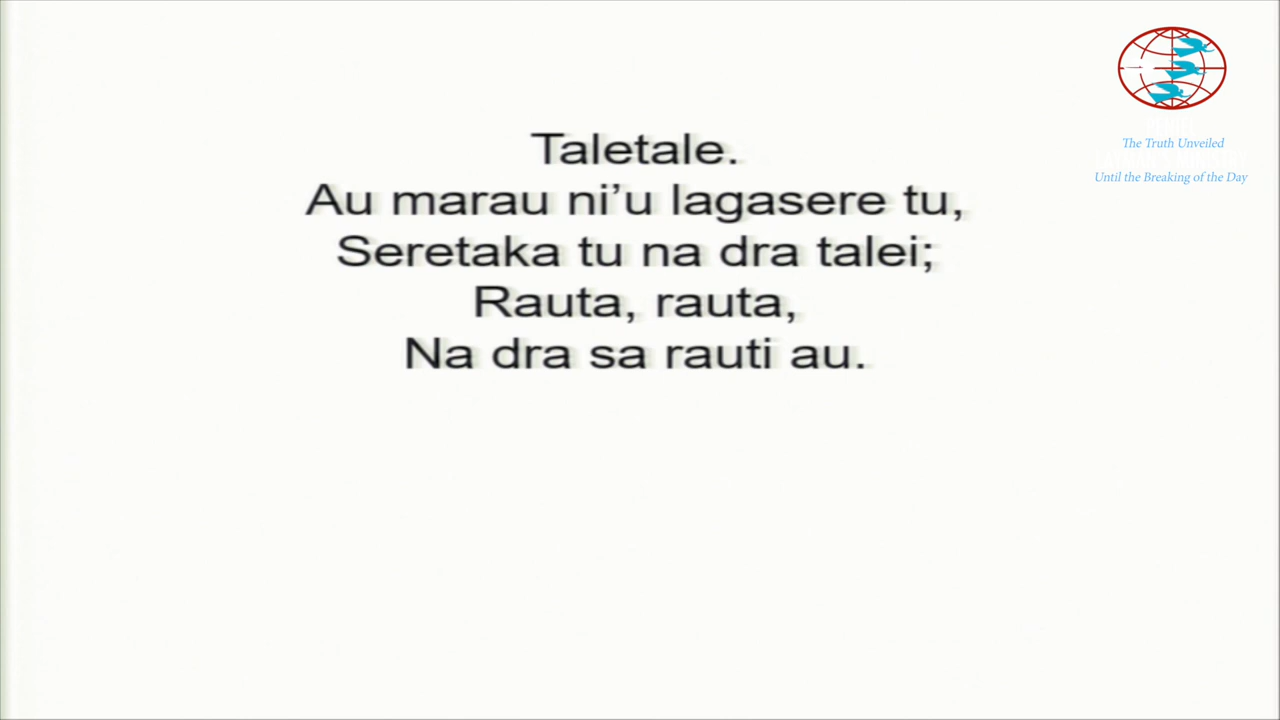 Taletale.
Au marau ni’u lagasere tu,
Seretaka tu na dra talei;
Rauta, rauta,
Na dra sa rauti au.
The Truth Unveiled
Until the Breaking of the Day